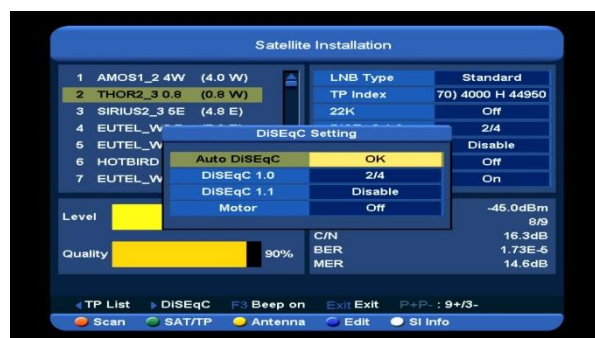 Satellite Installation
1 AMOS1_2 4W (4.0 W)
2 THOR2_3 0.8 (0.8 W)
3 SIRIUS2_3 5E (4.8 E)
4 EUTEL_W
5 EUTEL_W
6 HOTBIRD
7 EUTEL_W
LNB Type Standard
TP Index 70) 4000 H 44950
22K Off
2/4
Disable
Off
On
DiSEqC Setting
Auto DiSEqC OK
DiSEqC 1.0 2/4
DiSEqC 1.1 Disable
Motor Off
Level
Quality 90%
-45.0dBm
8/9
C/N 16.3dB
BER 1.73E-5
MER 14.6dB
TP List DiSEqC F3 Beep on Exit Exit P+P- : 9+/3-
Scan SAT/TP Antenna Edit SI Info